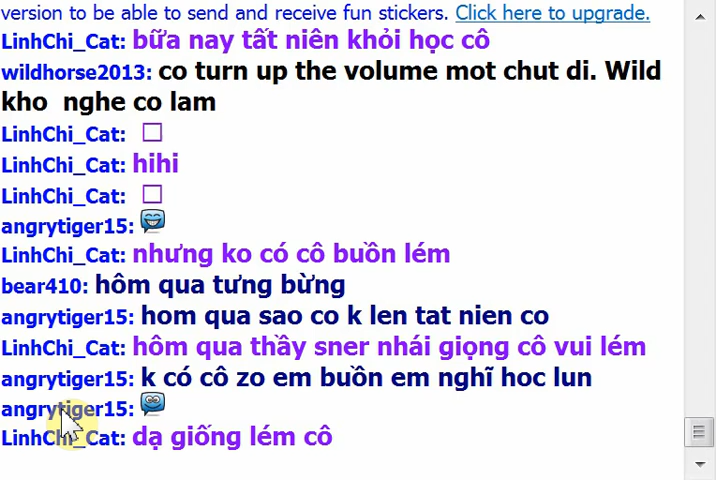 version to be able to send and receive fun stickers. Click here to upgrade.
LinhChi_Cat: bữa nay tất niên khỏi học cô
wildhorse2013: co turn up the volume mot chut di. Wild
kho nghe co lam
LinhChi_Cat:
LinhChi_Cat: hihi
LinhChi_Cat:
angrytiger15:
LinhChi_Cat: nhưng ko có cô buồn lém
bear410: hôm qua tưng bừng
angrytiger15: hom qua sao co k len tat nien co
LinhChi_Cat: hôm qua thầy sner nhái giọng cô vui lém
angrytiger15: k có cô zo em buồn em nghĩ hoc lun
angrytiger15:
LinhChi_Cat: dạ giống lém cô